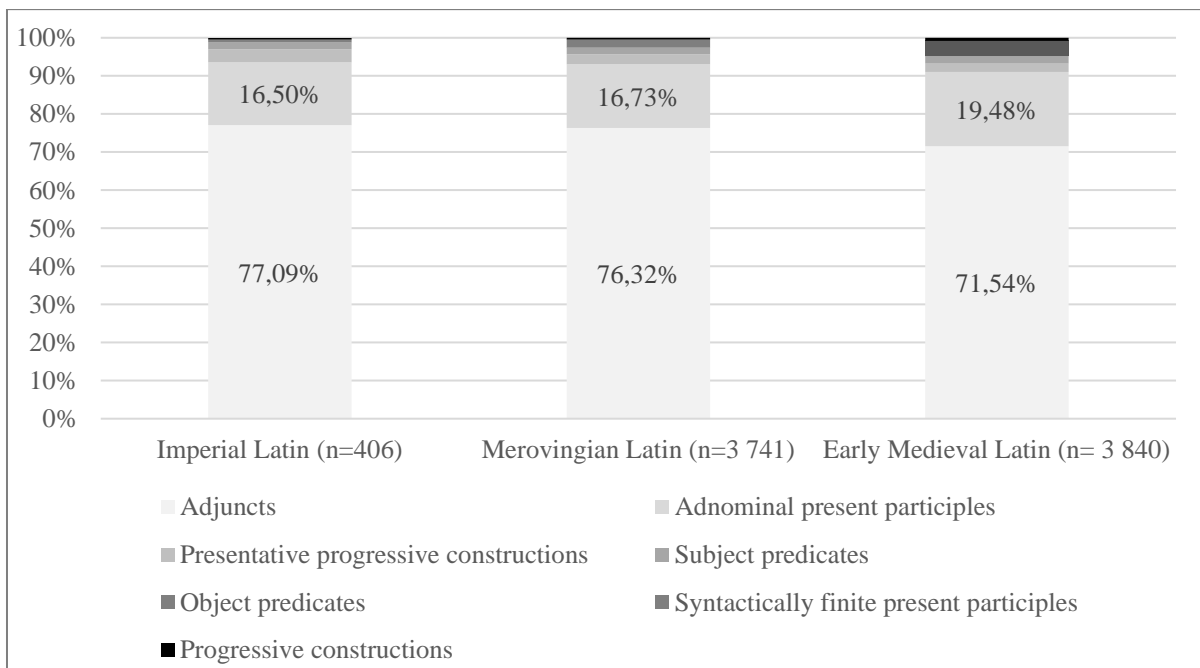 100%
90%
80%
70%
60%
50%
40%
30%
20%
10%
0%
16,50%
16,73%
19,48%
77,09%
76,32%
71,54%
Imperial Latin (n=406)
Merovingian Latin (n=3 741)
Early Medieval Latin (n= 3 840)
Adjuncts
Adnominal present participles
Presentative progressive constructions
Subject predicates
Object predicates
Syntactically finite present participles
Progressive constructions